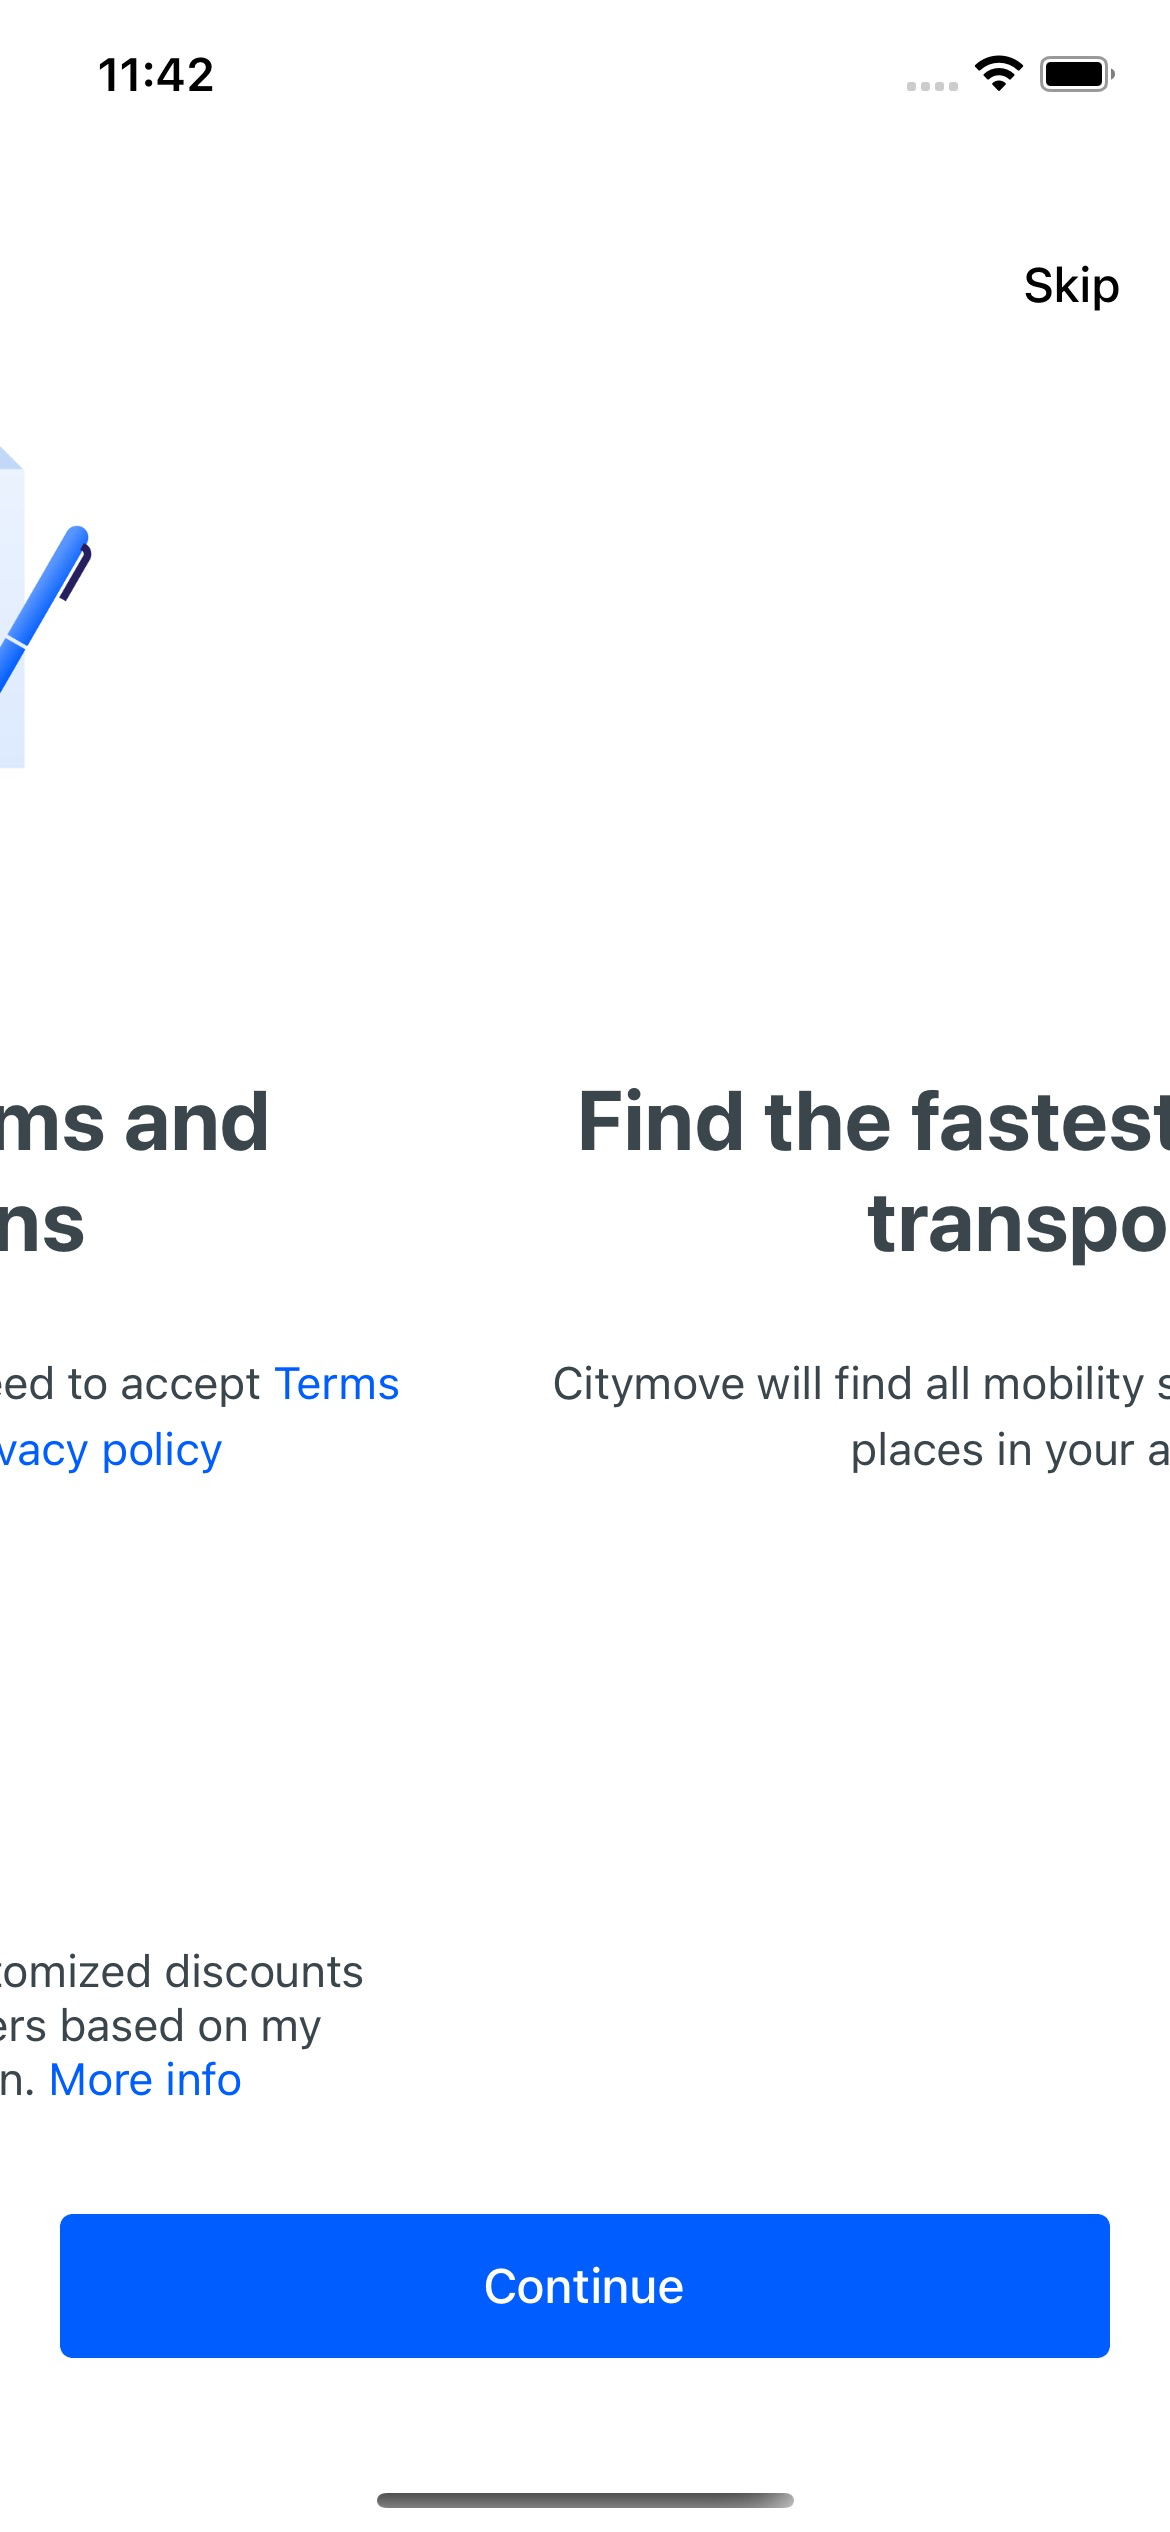 11:42
Skip
ms and
ns
eed to accept Terms
vacy policy
Find the fastest
transpo
Citymove will find all mobility s
places in your a
tomized discounts
ers based on my
n. More info
Continue